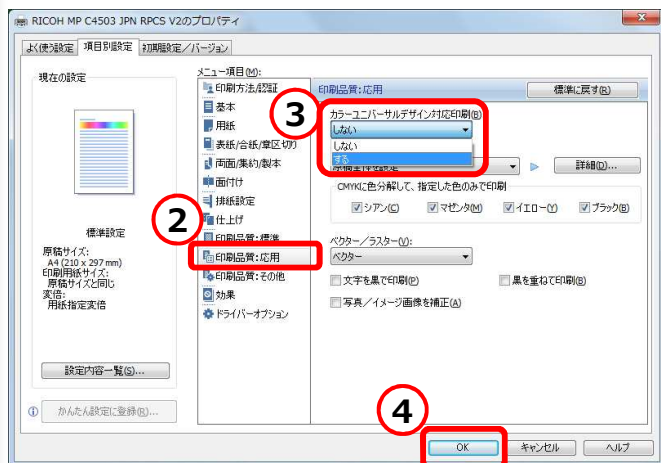 RICOH MP C4503 JPN RPCS V2のプロパティ
よく使う設定 項目別設定 初期設定／バージョン
現在の設定
標準設定
原稿サイズ:
A4 (210 x 297 mm)
印刷用紙サイズ:
原稿サイズと同じ
変倍:
用紙指定変倍
設定内容一覧(S)...
かんたん設定に登録(R)...
メニュー項目(M):
印刷方法/認証
基本
用紙
表紙/合紙/章区切り
両面/集約/製本
面付け
排紙設定
仕上げ
印刷品質:標準
印刷品質:応用
印刷品質:その他
効果
ドライバーオプション
2
印刷品質:応用
標準に戻す(R)
3
カラーユニバーサルデザイン対応印刷(B)
しない
しない
する
詳細(D)...
CMYKに色分解して、指定した色のみで印刷
シアン(C) マゼンタ(M) イエロー(Y) ブラック(B)
ベクター／ラスター(V):
ベクター
文字を黒で印刷(P) 黒を重ねて印刷(B)
写真／イメージ画像を補正(A)
4
OK キャンセル ヘルプ